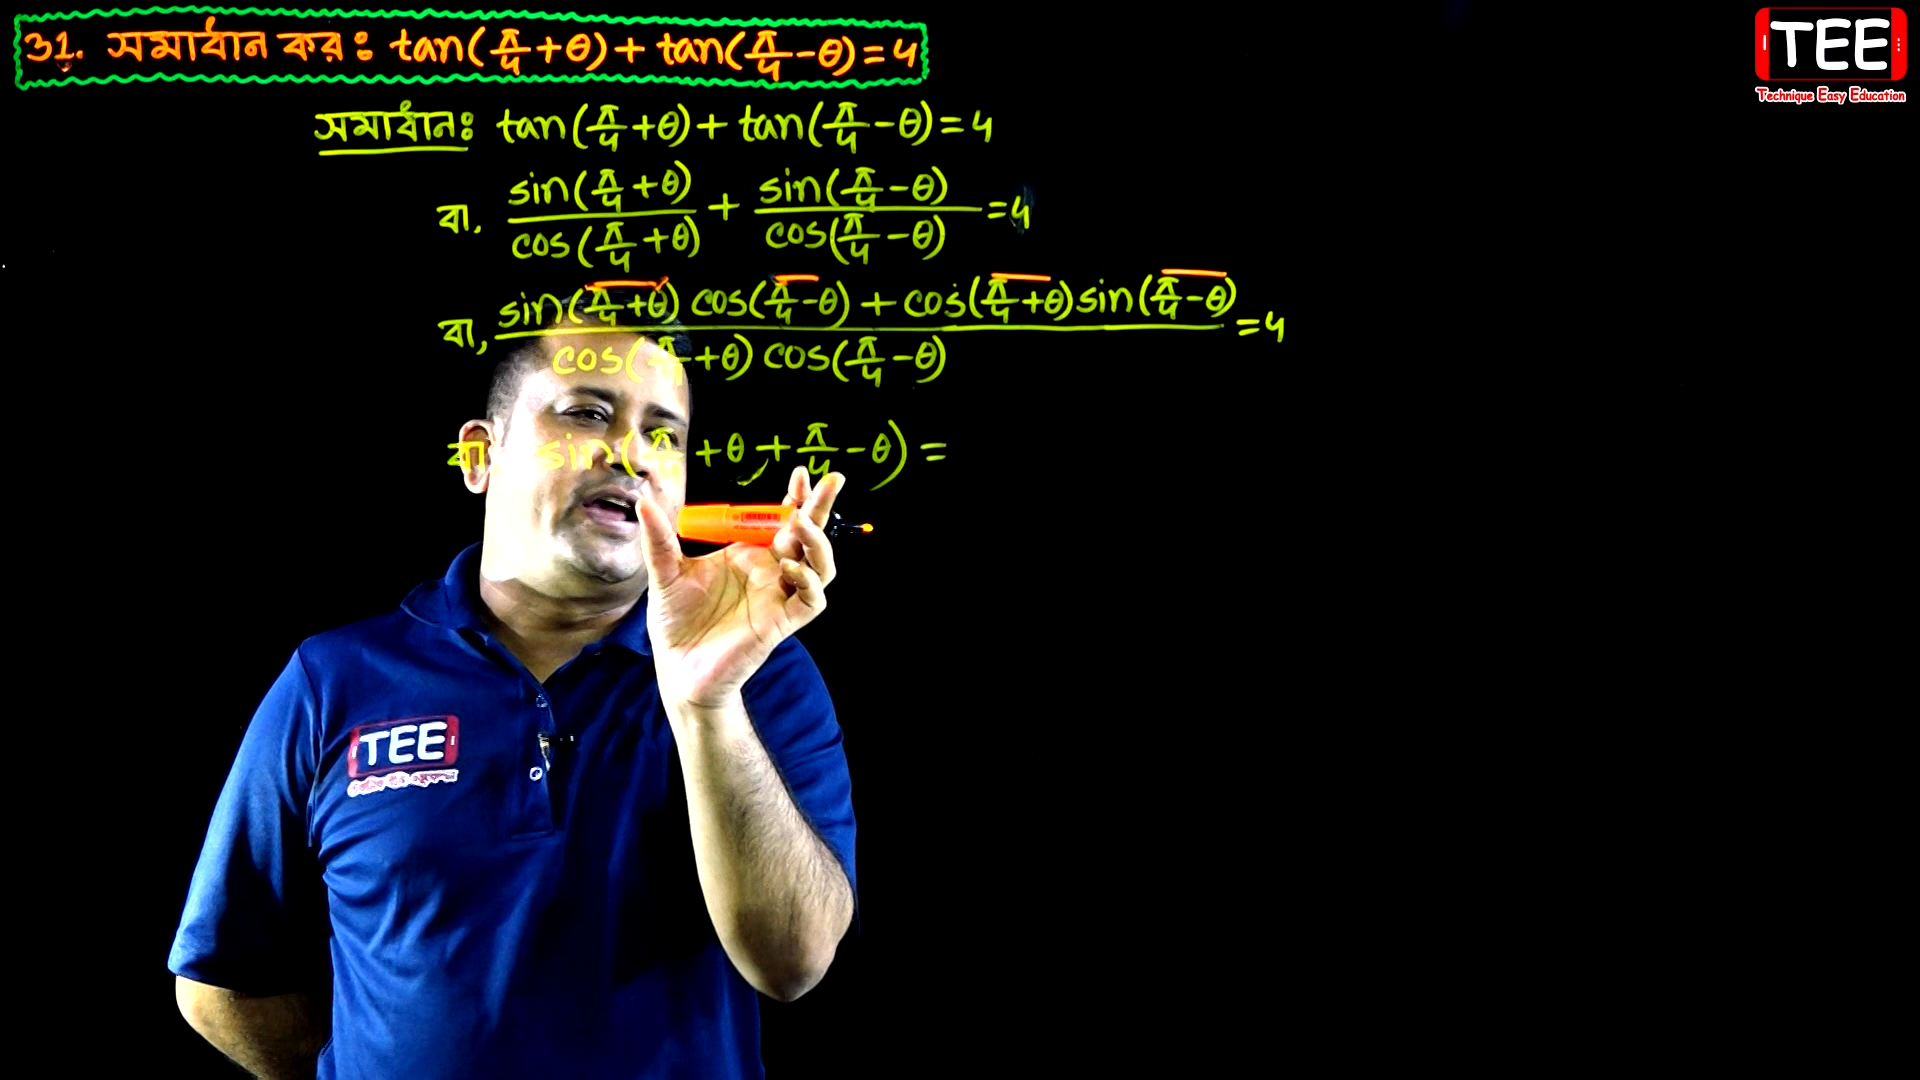 31. সমাধান কর: tan(π/4+θ)+tan(π/4-θ)=4
TEE
Technique Easy Education
সমাধান: tan(π/4+θ)+tan(π/4-θ)=4
বা, sin(π/4+θ)/cos(π/4+θ) + sin(π/4-θ)/cos(π/4-θ) =4
বা, sin(π/4+θ)cos(π/4-θ)+cos(π/4+θ)sin(π/4-θ)/cos(π/4+θ)cos(π/4-θ) =4
বা, sin(π/4+θ+π/4-θ)=
TEE